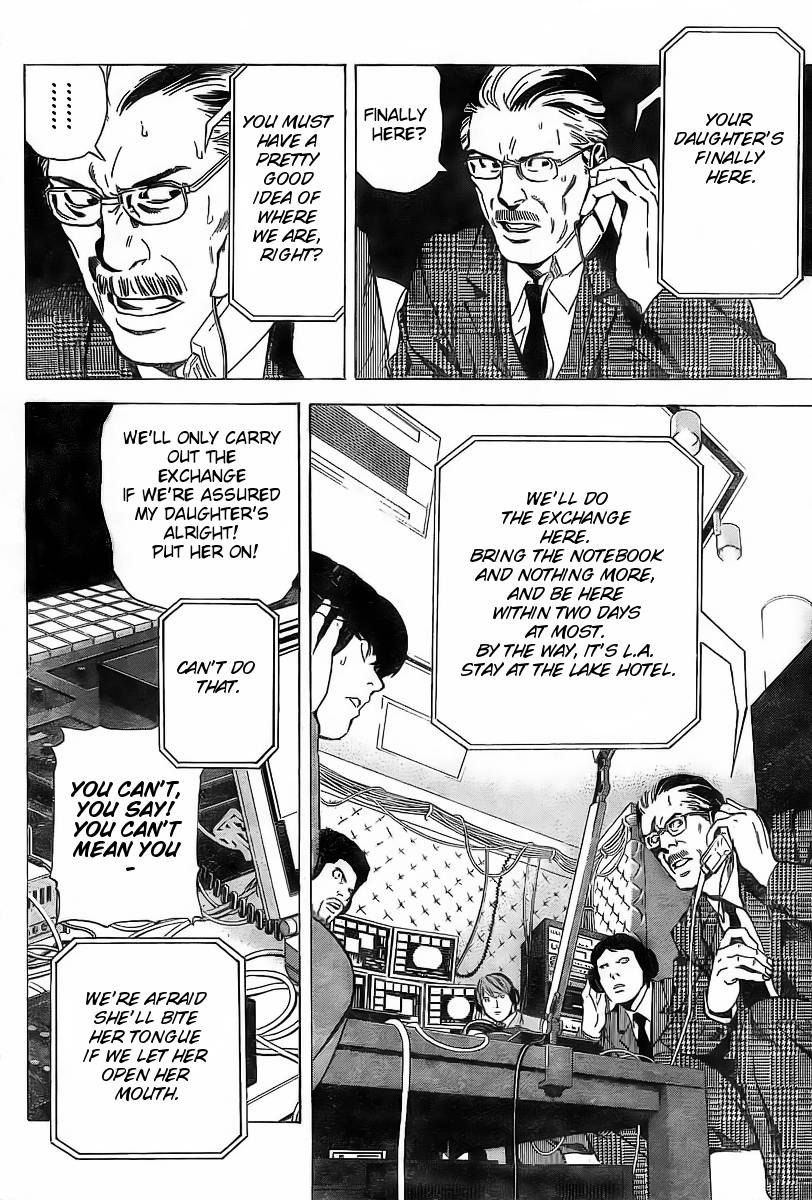 YOUR
DAUGHTER'S
FINALLY
HERE.
FINALLY
HERE?
YOU MUST
HAVE A
PRETTY
GOOD
IDEA OF
WHERE
WE ARE,
RIGHT?
........
WE'LL DO
THE EXCHANGE
HERE.
BRING THE NOTEBOOK
AND NOTHING MORE,
AND BE HERE
WITHIN TWO DAYS
AT MOST.
BY THE WAY, IT'S L.A.
STAY AT THE LAKE HOTEL.
WE'LL ONLY CARRY
OUT THE
EXCHANGE
IF WE'RE ASSURED
MY DAUGHTER'S
ALRIGHT!
PUT HER ON!
CAN'T DO
THAT.
YOU CAN'T,
YOU SAY!
YOU CAN'T
MEAN YOU
-
WE'RE AFRAID
SHE'LL BITE
HER TONGUE
IF WE LET HER
OPEN HER
MOUTH.